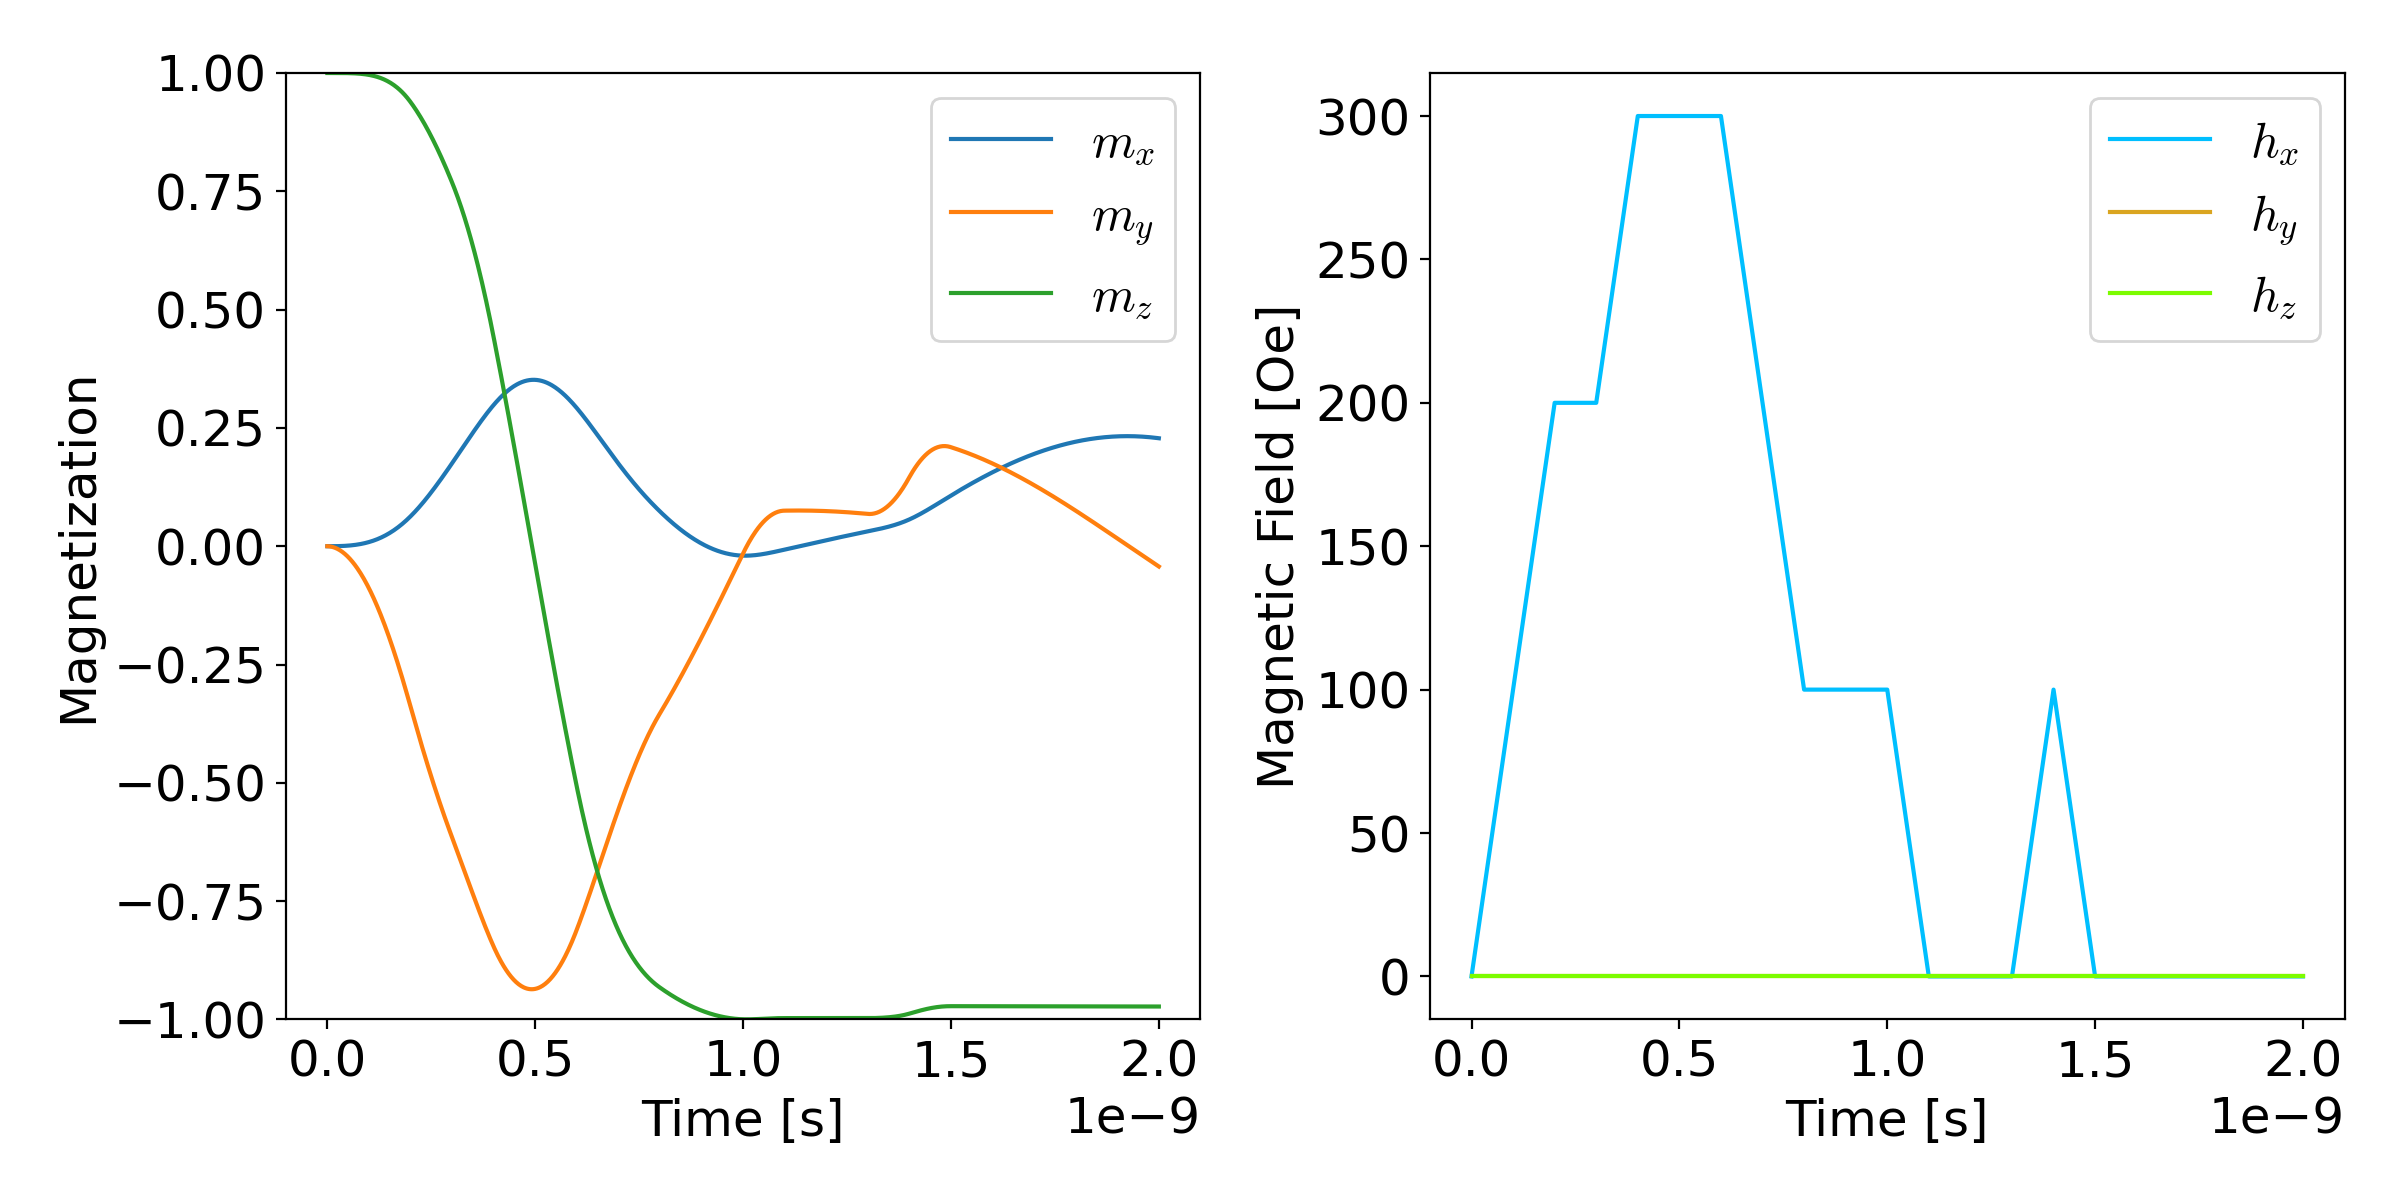 Magnetization
1.00
0.75
0.50
0.25
0.00
−0.25
−0.50
−0.75
−1.00
0.0 0.5 1.0 1.5 2.0
Time [s]
1e−9
m_x
m_y
m_z
Magnetic Field [Oe]
300
250
200
150
100
50
0
0.0 0.5 1.0 1.5 2.0
Time [s]
1e−9
h_x
h_y
h_z